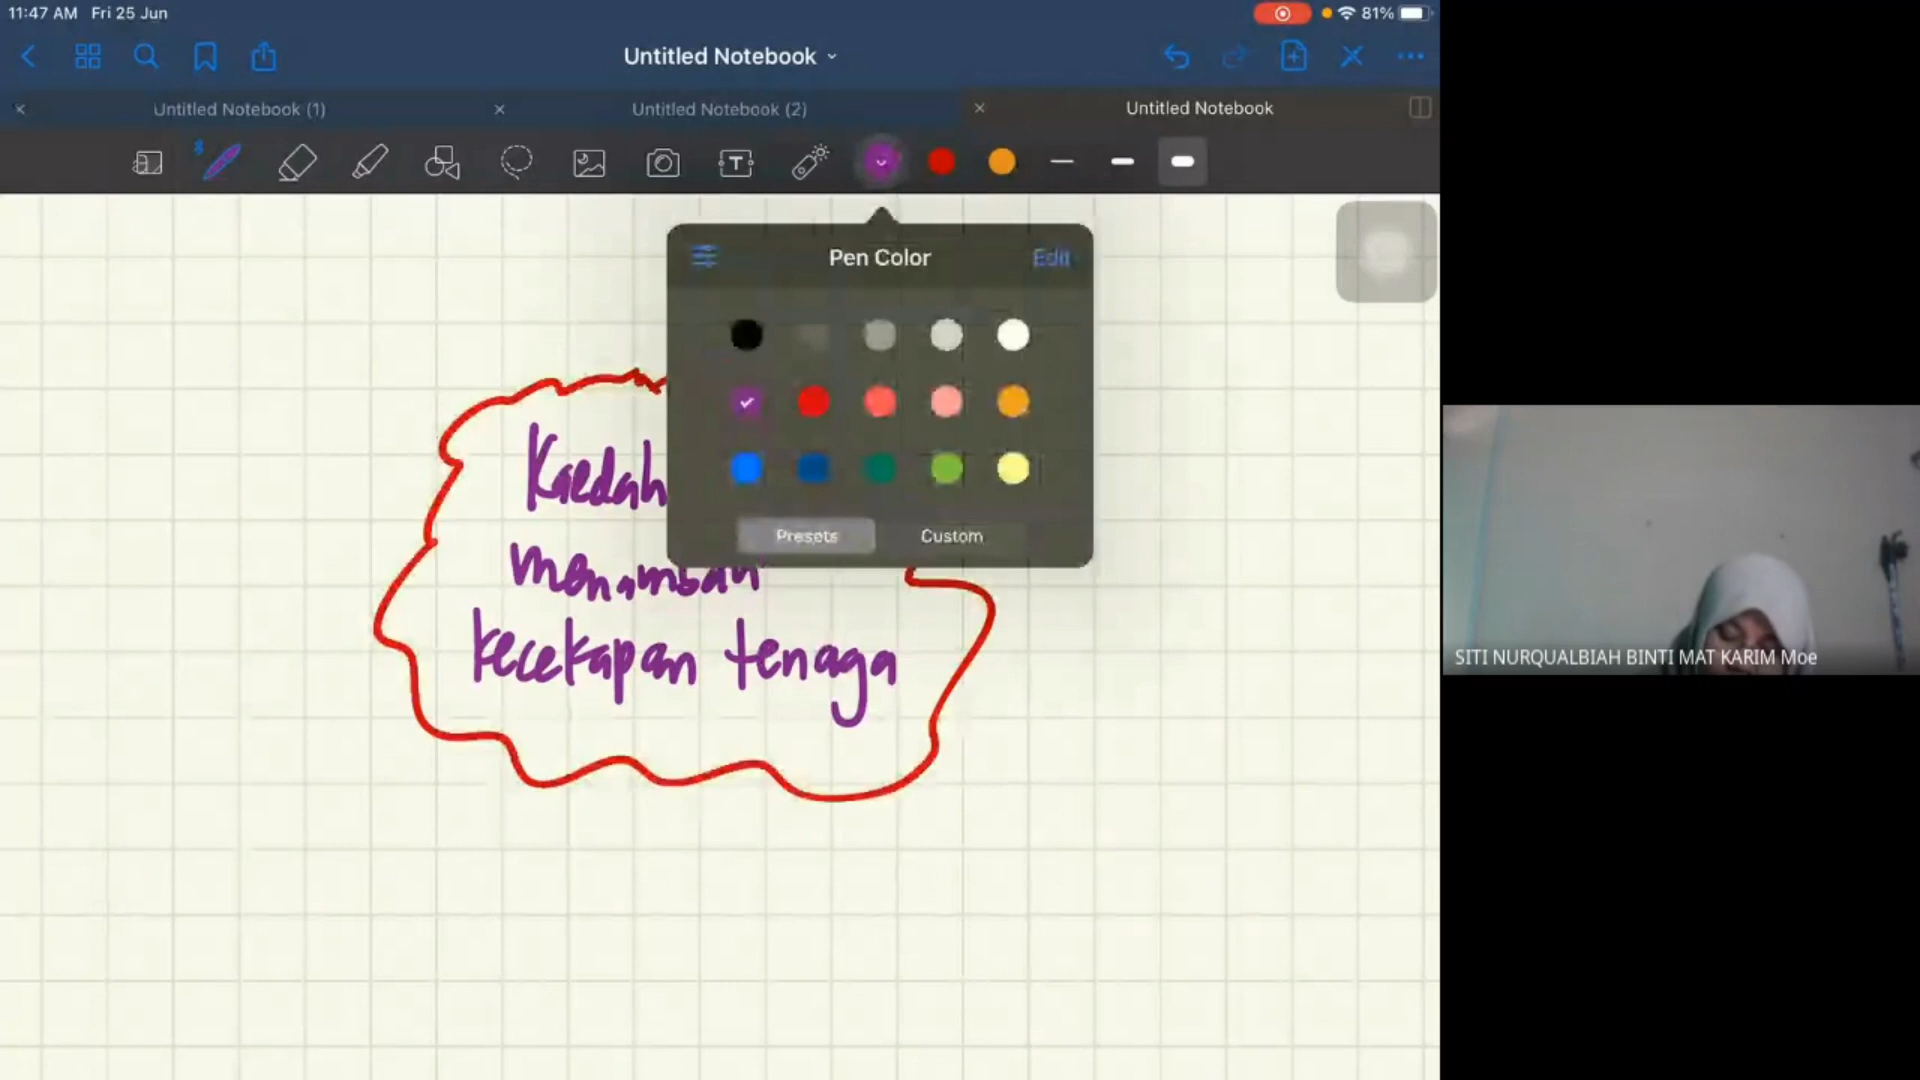 11:47 AM Fri 25 Jun
81%
Untitled Notebook
Untitled Notebook (1)
Untitled Notebook (2)
Untitled Notebook
T
Pen Color
Edit
Presets
Custom
Kaedah
menambah
kecekapan tenaga
SITI NURQUALBIAH BINTI MAT KARIM Moe